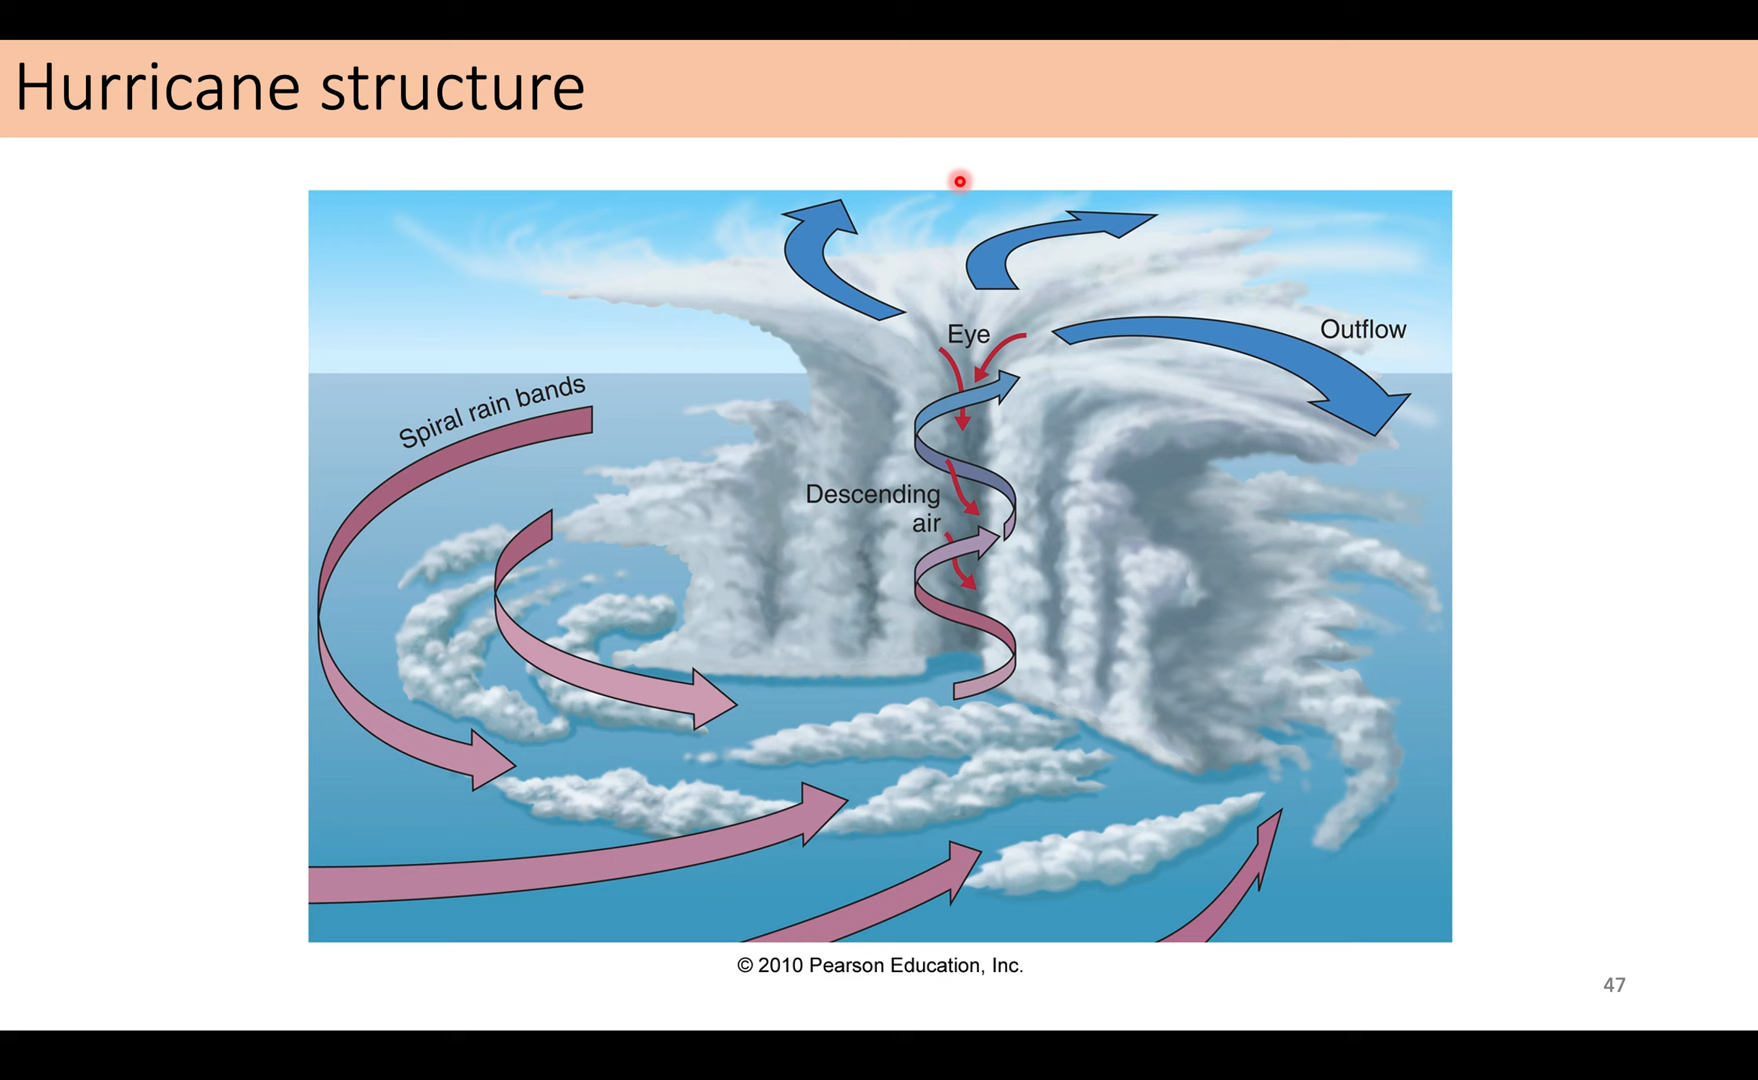 Hurricane structure
Eye
Outflow
Spiral rain bands
Descending
air
© 2010 Pearson Education, Inc.
47